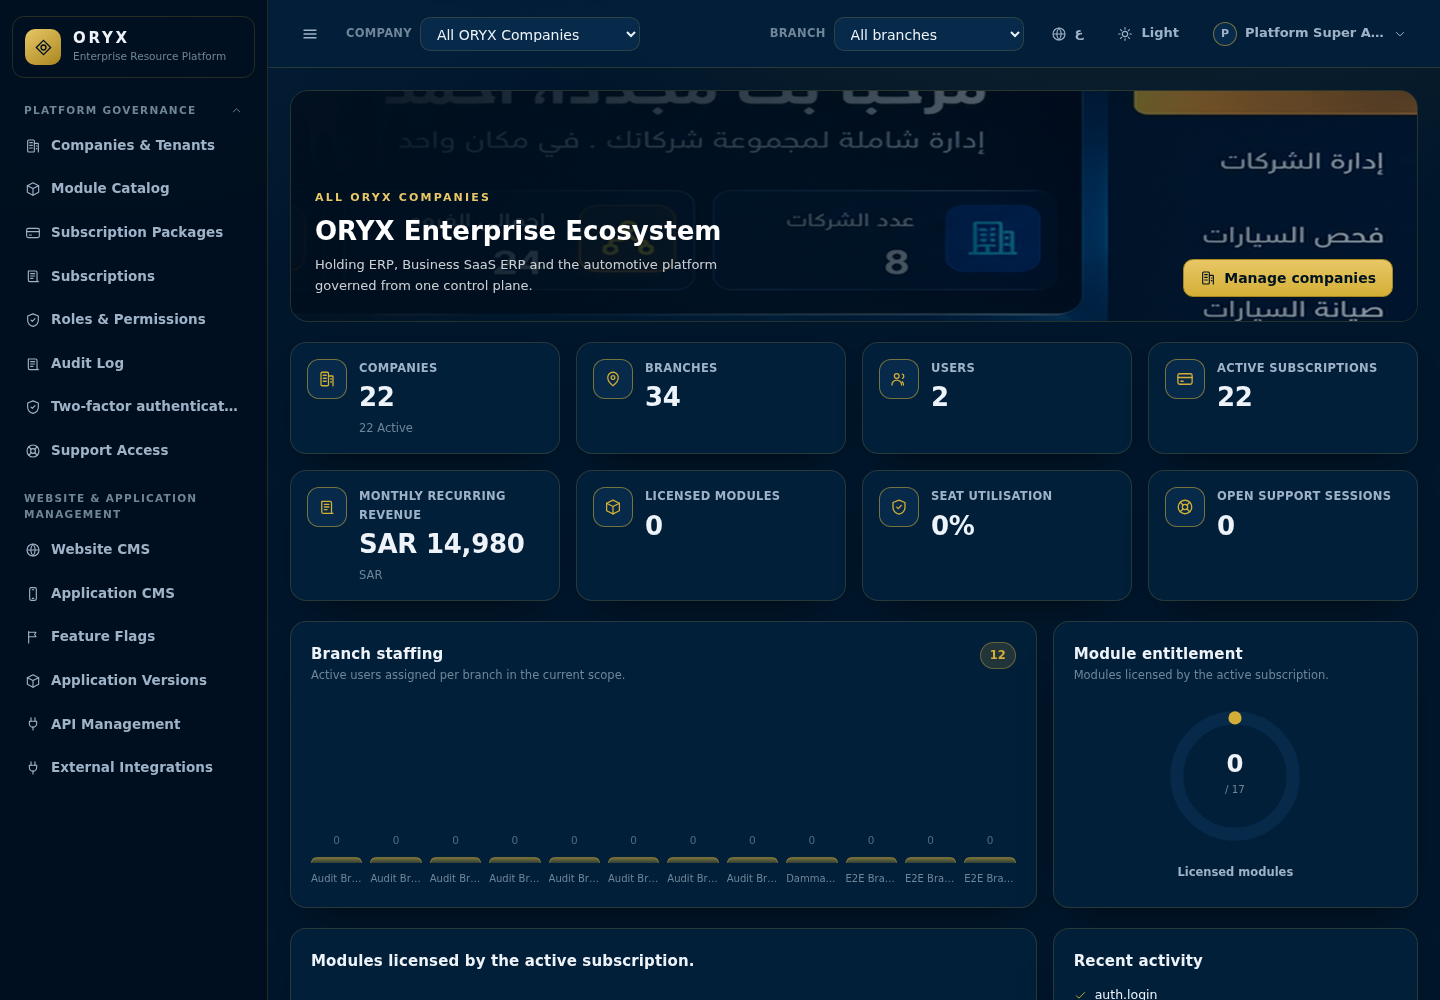 ORYX
Enterprise Resource Platform
PLATFORM GOVERNANCE
Companies & Tenants
Module Catalog
Subscription Packages
Subscriptions
Roles & Permissions
Audit Log
Two-factor authenticat...
Support Access
WEBSITE & APPLICATION
MANAGEMENT
Website CMS
Application CMS
Feature Flags
Application Versions
API Management
External Integrations
COMPANY
All ORYX Companies
BRANCH
All branches
ع
Light
P
Platform Super A...
إدارة شاملة لمجموعة شركاتك . في مكان واحد
إدارة الشركات
عدد الشركات
8
24
فحص السيارات
صيانة السيارات
ALL ORYX COMPANIES
ORYX Enterprise Ecosystem
Holding ERP, Business SaaS ERP and the automotive platform
governed from one control plane.
Manage companies
COMPANIES
22
22 Active
BRANCHES
34
USERS
2
ACTIVE SUBSCRIPTIONS
22
MONTHLY RECURRING
REVENUE
SAR 14,980
SAR
LICENSED MODULES
0
SEAT UTILISATION
0%
OPEN SUPPORT SESSIONS
0
Branch staffing
12
Active users assigned per branch in the current scope.
0 0 0 0 0 0 0 0 0 0 0 0
Audit Br... Audit Br... Audit Br... Audit Br... Audit Br... Audit Br... Audit Br... Audit Br... Damma... E2E Bra... E2E Bra... E2E Bra...
Module entitlement
Modules licensed by the active subscription.
0
/ 17
Licensed modules
Modules licensed by the active subscription.
Recent activity
auth.login